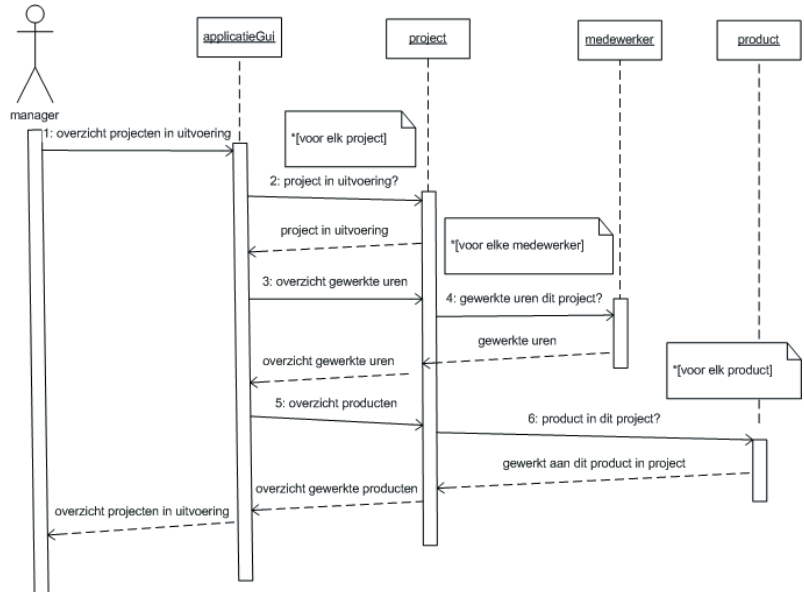 applicatieGui
project
medewerker
product
manager
1: overzicht projecten in uitvoering
*[voor elk project]
2: project in uitvoering?
project in uitvoering
*[voor elke medewerker]
3: overzicht gewerkte uren
4: gewerkte uren dit project?
gewerkte uren
overzicht gewerkte uren
*[voor elk product]
5: overzicht producten
6: product in dit project?
gewerkt aan dit product in project
overzicht gewerkte producten
overzicht projecten in uitvoering